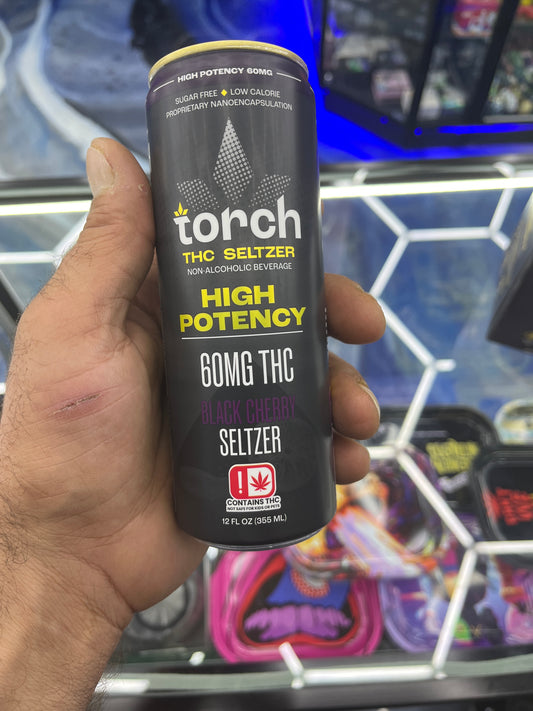 HIGH POTENCY 60MG
SUGAR FREE ◆ LOW CALORIE
PROPRIETARY NANOENCAPSULATION
torch
THC SELTZER
NON-ALCOHOLIC BEVERAGE
HIGH
POTENCY
60MG THC
BLACK CHERRY
SELTZER
!
CONTAINS THC
NOT SAFE FOR KIDS OR PETS
12 FL OZ (355 ML)